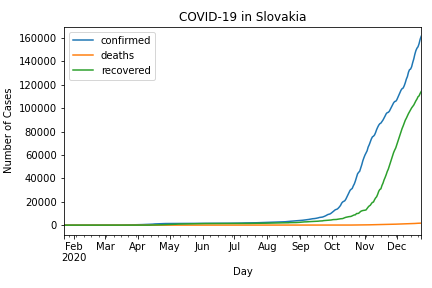 COVID-19 in Slovakia
confirmed
deaths
recovered
Number of Cases
160000
140000
120000
100000
80000
60000
40000
20000
0
Feb Mar Apr May Jun Jul Aug Sep Oct Nov Dec
2020
Day